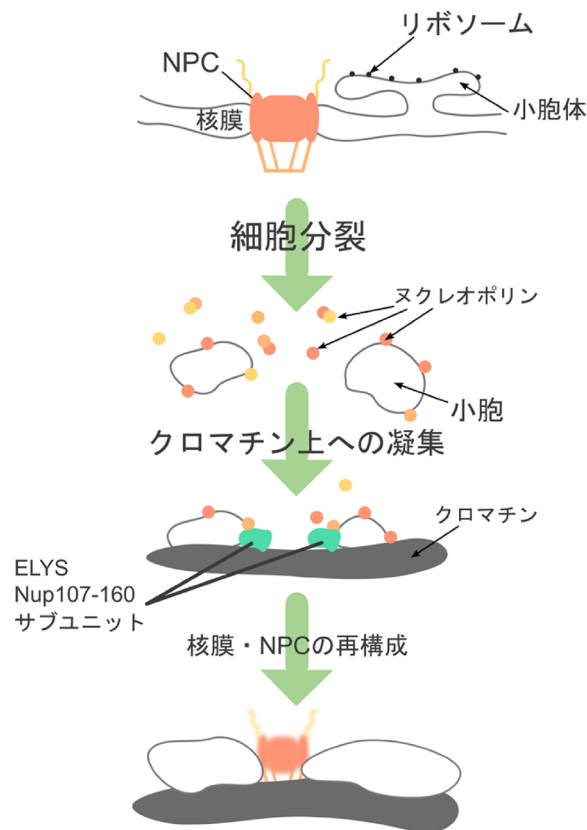 リボソーム
NPC
核膜
小胞体
細胞分裂
ヌクレオポリン
小胞
クロマチン上への凝集
クロマチン
ELYS
Nup107-160
サブユニット
核膜・NPCの再構成